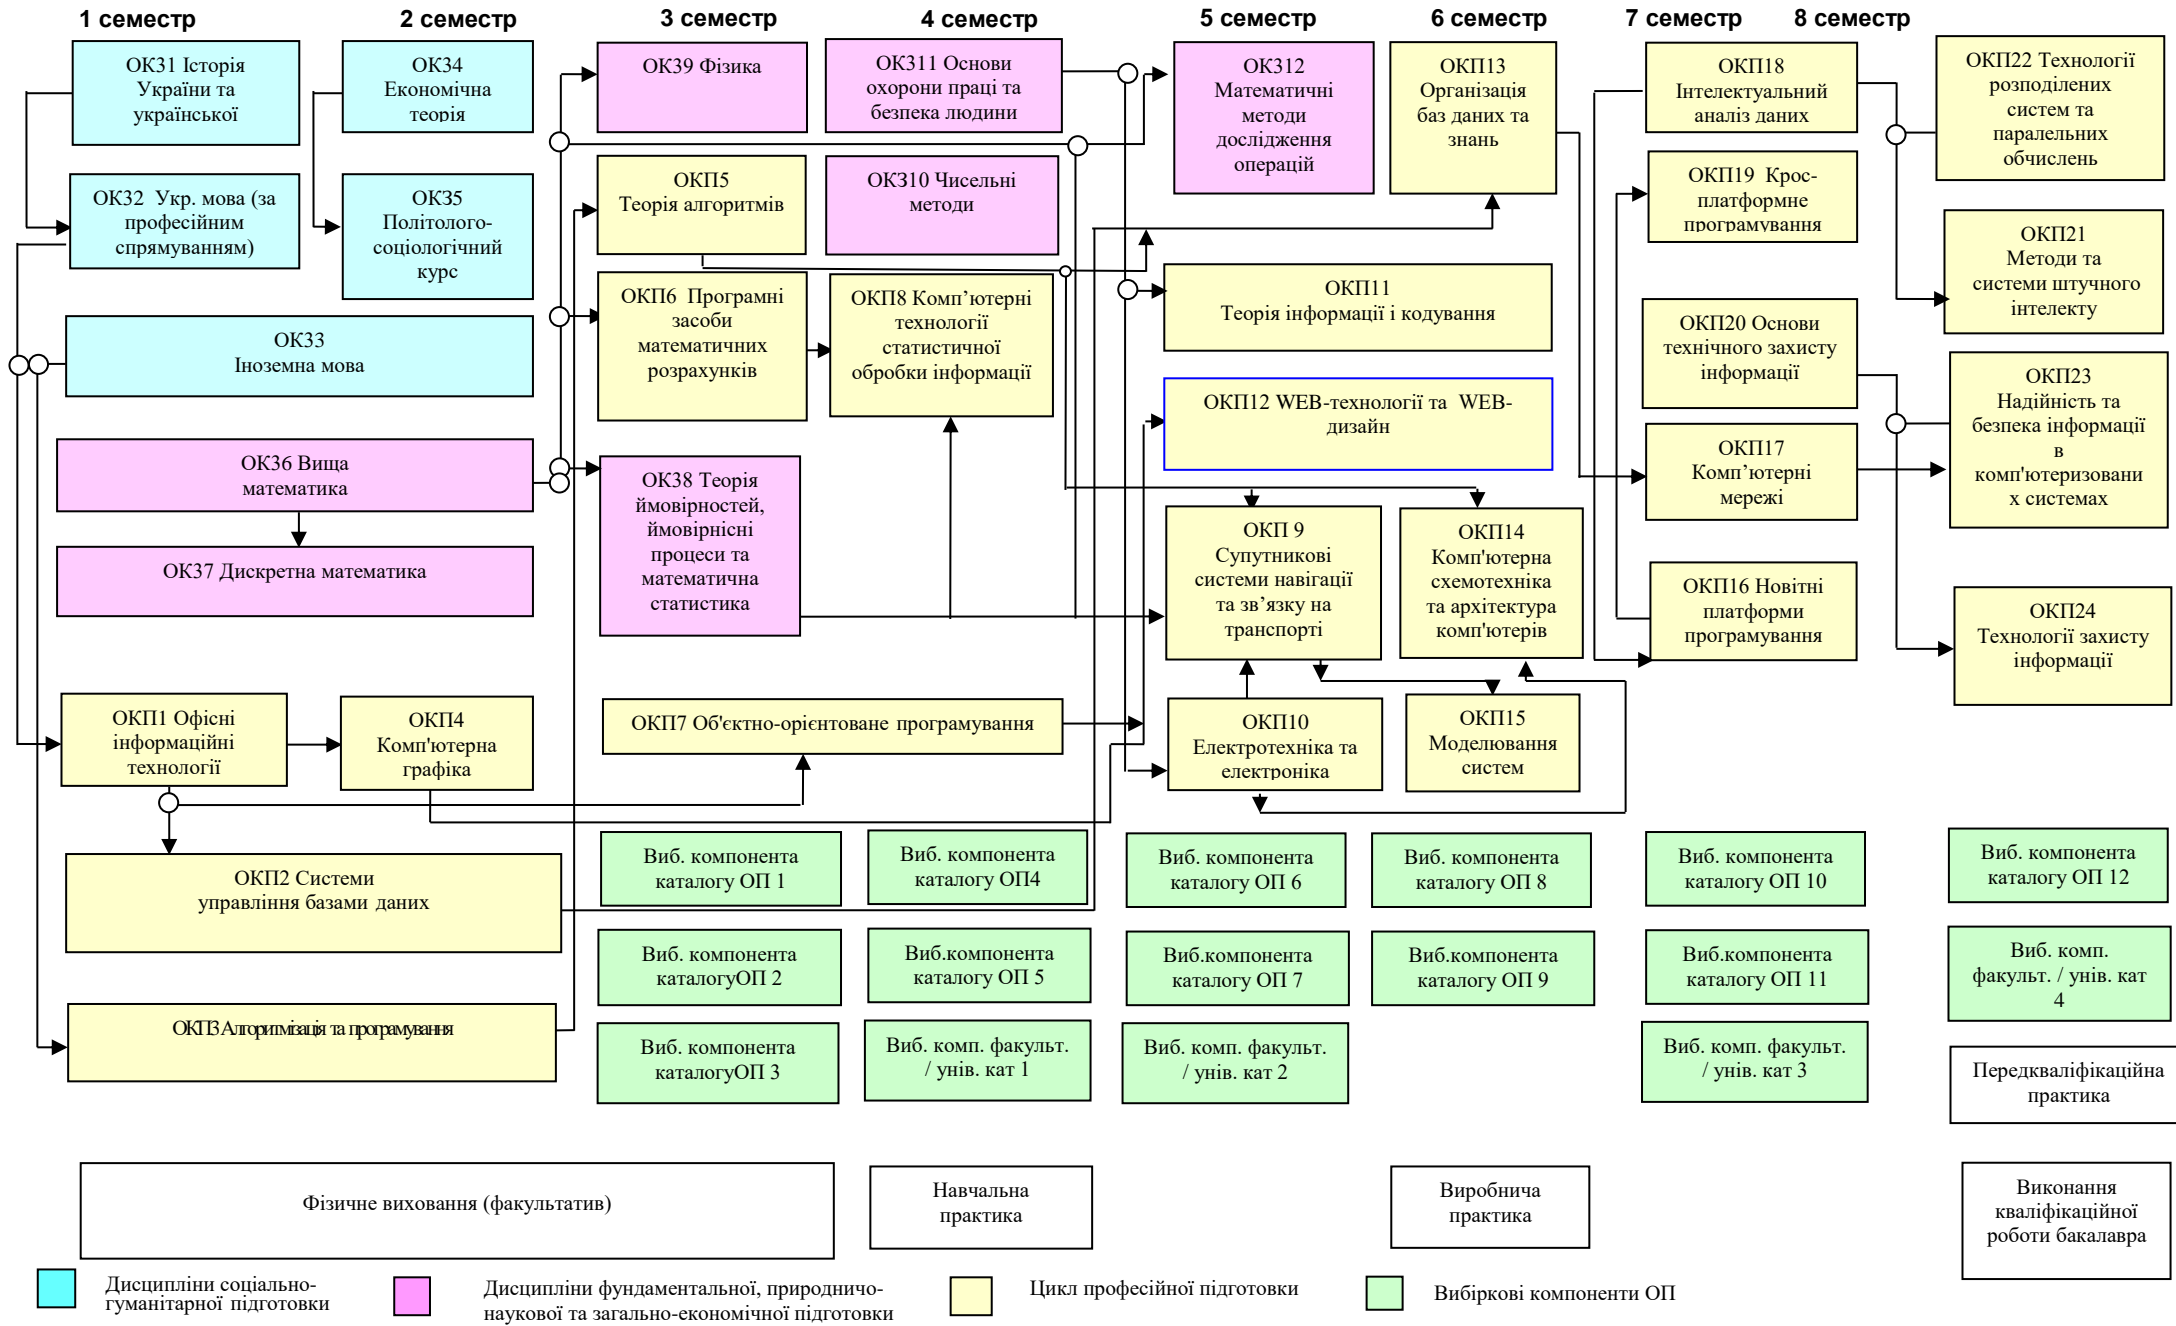 1 семестр
2 семестр
3 семестр
4 семестр
5 семестр
6 семестр
7 семестр
8 семестр
ОК31 Історія
України та
української
ОК34
Економічна
теорія
ОК39 Фізика
ОК311 Основи
охорони праці та
безпека людини
ОК312
Математичні
методи
дослідження
операцій
ОКП13
Організація
баз даних та
знань
ОКП18
Інтелектуальний
аналіз даних
ОКП22 Технології
розподілених
систем та
паралельних
обчислень
ОК32 Укр. мова (за
професійним
спрямуванням)
ОК35
Політолого-
соціологічний
курс
ОКП5
Теорія алгоритмів
ОК310 Чисельні
методи
ОКП19 Крос-
платформне
програмування
ОКП21
Методи та
системи штучного
інтелекту
ОК33
Іноземна мова
ОКП6 Програмні
засоби
математичних
розрахунків
ОКП8 Комп’ютерні
технології
статистичної
обробки інформації
ОКП11
Теорія інформації і кодування
ОКП20 Основи
технічного захисту
інформації
ОКП12 WEB-технології та WEB-
дизайн
ОКП23
Надійність та
безпека інформації
в
комп'ютеризовани
х системах
ОК36 Вища
математика
ОК38 Теорія
ймовірностей,
ймовірнісні
процеси та
математична
статистика
ОКП17
Комп’ютерні
мережі
ОК37 Дискретна математика
ОКП 9
Супутникові
системи навігації
та зв’язку на
транспорті
ОКП14
Комп'ютерна
схемотехніка
та архітектура
комп'ютерів
ОКП16 Новітні
платформи
програмування
ОКП24
Технології захисту
інформації
ОКП1 Офісні
інформаційні
технології
ОКП4
Комп'ютерна
графіка
ОКП7 Об'єктно-орієнтоване програмування
ОКП10
Електротехніка та
електроніка
ОКП15
Моделювання
систем
ОКП2 Системи
управління базами даних
Виб. компонента
каталогу ОП 1
Виб. компонента
каталогу ОП4
Виб. компонента
каталогу ОП 6
Виб. компонента
каталогу ОП 8
Виб. компонента
каталогу ОП 10
Виб. компонента
каталогу ОП 12
Виб. компонента
каталогуОП 2
Виб.компонента
каталогу ОП 5
Виб.компонента
каталогу ОП 7
Виб.компонента
каталогу ОП 9
Виб.компонента
каталогу ОП 11
Виб. комп.
факульт. / унів. кат
4
ОКП3 Алгоритмізація та програмування
Виб. компонента
каталогуОП 3
Виб. комп. факульт.
/ унів. кат 1
Виб. комп. факульт.
/ унів. кат 2
Виб. комп. факульт.
/ унів. кат 3
Передкваліфікаційна
практика
Фізичне виховання (факультатив)
Навчальна
практика
Виробнича
практика
Виконання
кваліфікаційної
роботи бакалавра
Дисципліни соціально-
гуманітарної підготовки
Дисципліни фундаментальної, природничо-
наукової та загально-економічної підготовки
Цикл професійної підготовки
Вибіркові компоненти ОП